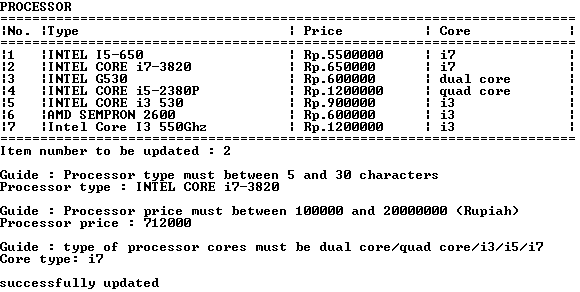 PROCESSOR
==========================================================================
|No. |Type                          | Price          | Core              |
==========================================================================
|1   |INTEL I5-650                  | Rp.5500000     | i7
|2   |INTEL CORE i7-3820            | Rp.650000      | i7
|3   |INTEL G530                    | Rp.600000      | dual core
|4   |INTEL CORE i5-2380P           | Rp.1200000     | quad core
|5   |INTEL CORE i3 530             | Rp.900000      | i3
|6   |AMD SEMPRON 2600              | Rp.600000      | i3
|7   |Intel Core I3 550Ghz          | Rp.1200000     | i3
==========================================================================
Item number to be updated : 2
Guide : Processor type must between 5 and 30 characters
Processor type : INTEL CORE i7-3820
Guide : Processor price must between 100000 and 20000000 (Rupiah)
Processor price : 712000
Guide : type of processor cores must be dual core/quad core/i3/i5/i7
Core type: i7
successfully updated